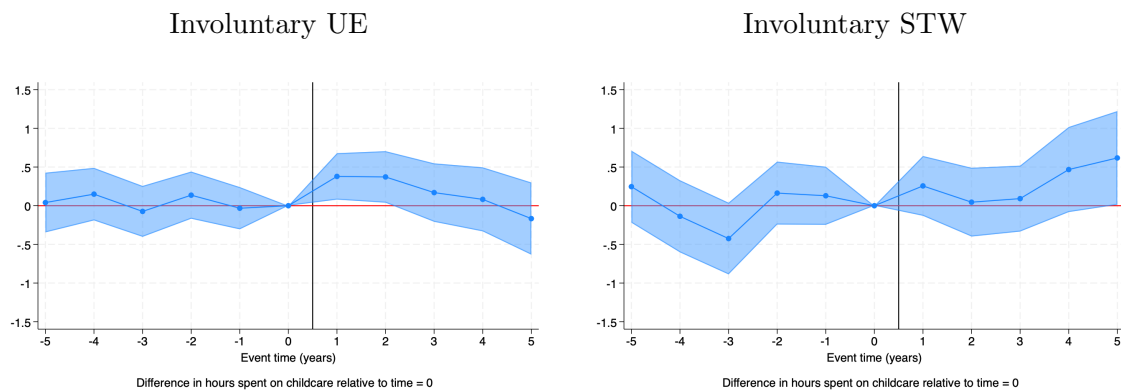 Involuntary UE
1.5
1
.5
0
-.5
-1
-1.5
-5 -4 -3 -2 -1 0 1 2 3 4 5
Event time (years)
Difference in hours spent on childcare relative to time = 0
Involuntary STW
1.5
1
.5
0
-.5
-1
-1.5
-5 -4 -3 -2 -1 0 1 2 3 4 5
Event time (years)
Difference in hours spent on childcare relative to time = 0